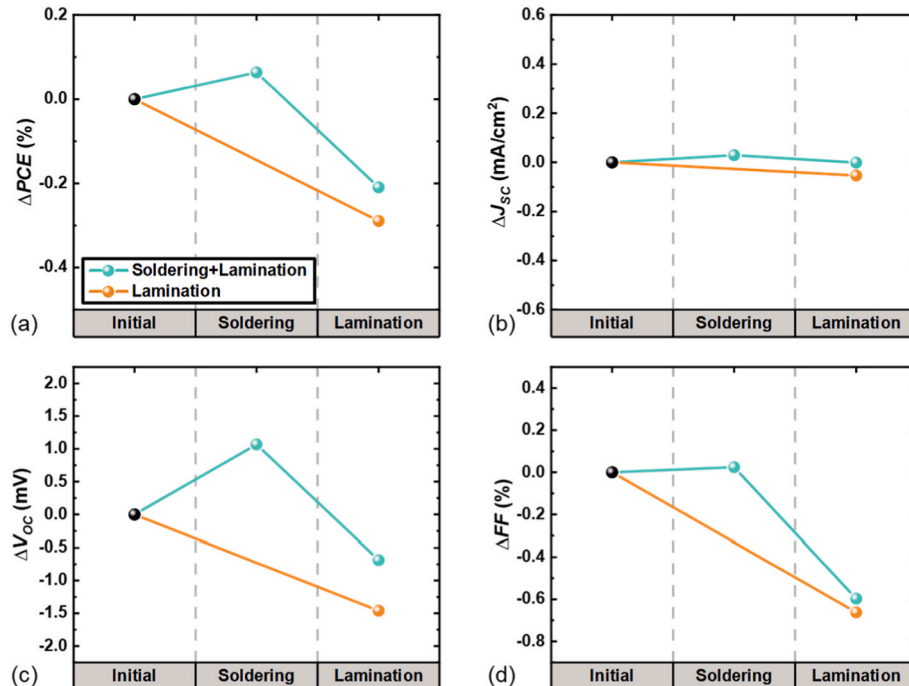 0.2
0.0
-0.2
-0.4
ΔPCE (%)
Soldering+Lamination
Lamination
(a)
Initial
Soldering
Lamination
0.6
0.4
0.2
0.0
-0.2
-0.4
-0.6
ΔJSC (mA/cm²)
(b)
Initial
Soldering
Lamination
2.0
1.5
1.0
0.5
0.0
-0.5
-1.0
-1.5
-2.0
ΔVOC (mV)
(c)
Initial
Soldering
Lamination
0.4
0.2
0.0
-0.2
-0.4
-0.6
-0.8
ΔFF (%)
(d)
Initial
Soldering
Lamination